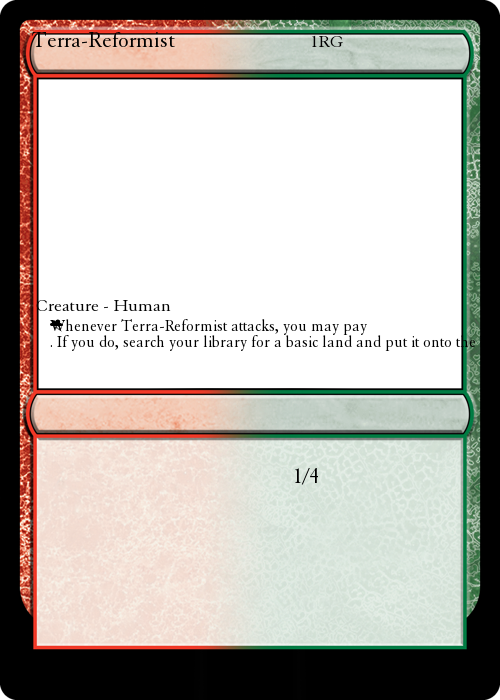 Terra-Reformist 1RG
Creature - Human
Whenever Terra-Reformist attacks, you may pay
. If you do, search your library for a basic land and put it onto the
1/4